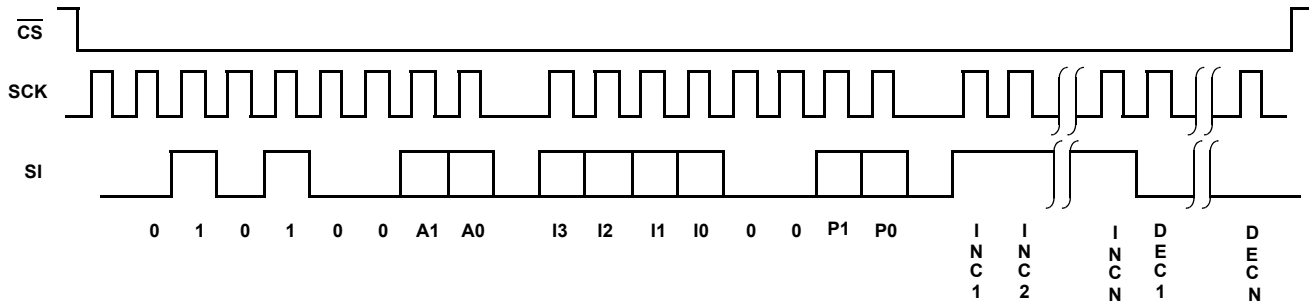 CS
SCK
SI
0 1 0 1 0 0 A1 A0 I3 I2 I1 I0 0 0 P1 P0
INC1
INC2
INCN
DEC1
DECN